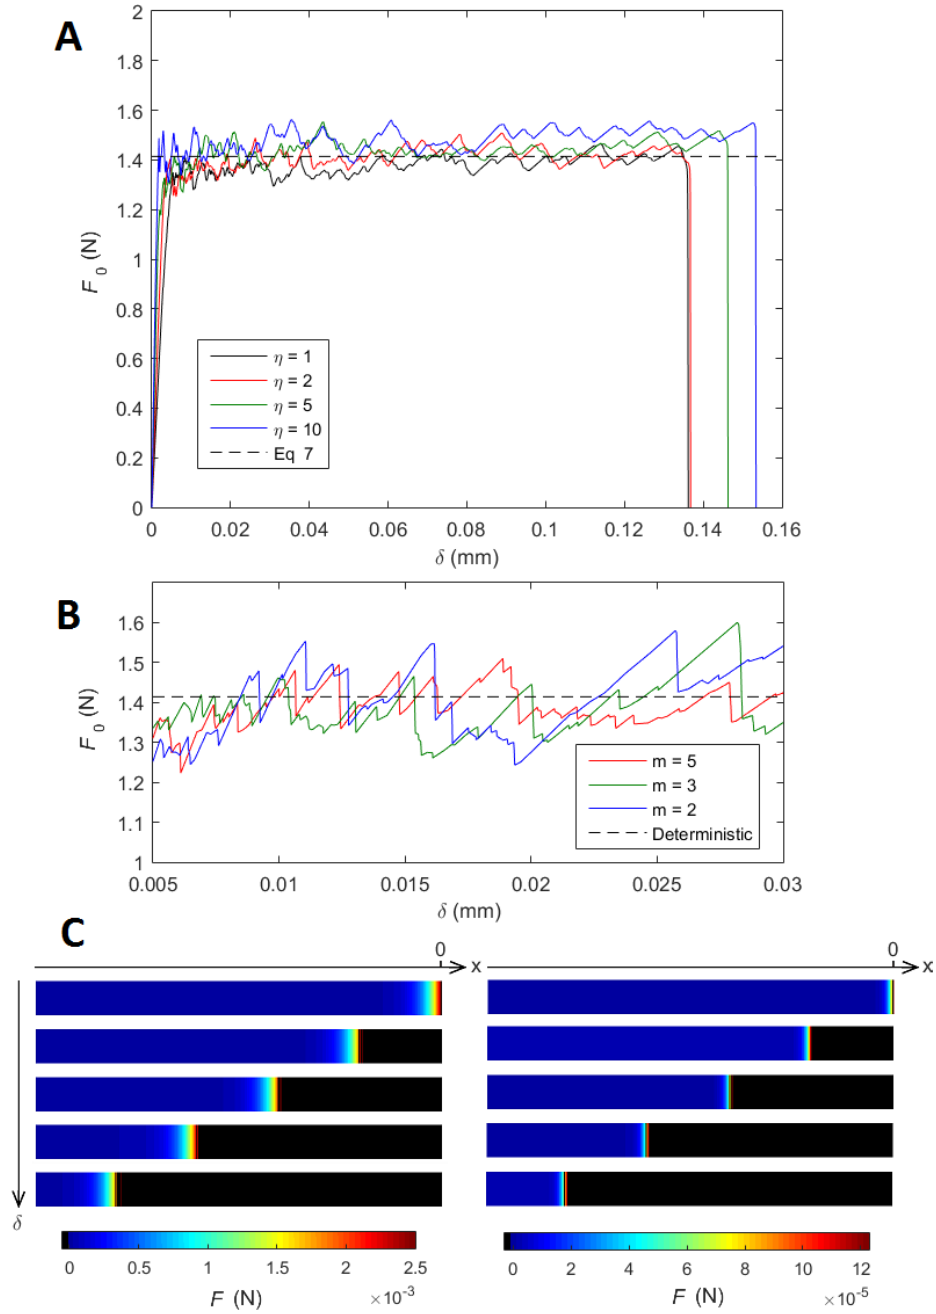 A
2
1.8
1.6
1.4
1.2
1
0.8
0.6
0.4
0.2
0
F0 (N)
η = 1
η = 2
η = 5
η = 10
Eq 7
0 0.02 0.04 0.06 0.08 0.1 0.12 0.14 0.16
δ (mm)
B
1.6
1.5
1.4
1.3
1.2
1.1
1
F0 (N)
m = 5
m = 3
m = 2
Deterministic
0.005 0.01 0.015 0.02 0.025 0.03
δ (mm)
C
0 0
x x
δ
0 0.5 1 1.5 2 2.5 0 2 4 6 8 10 12
F (N) ×10-3 F (N) ×10-5